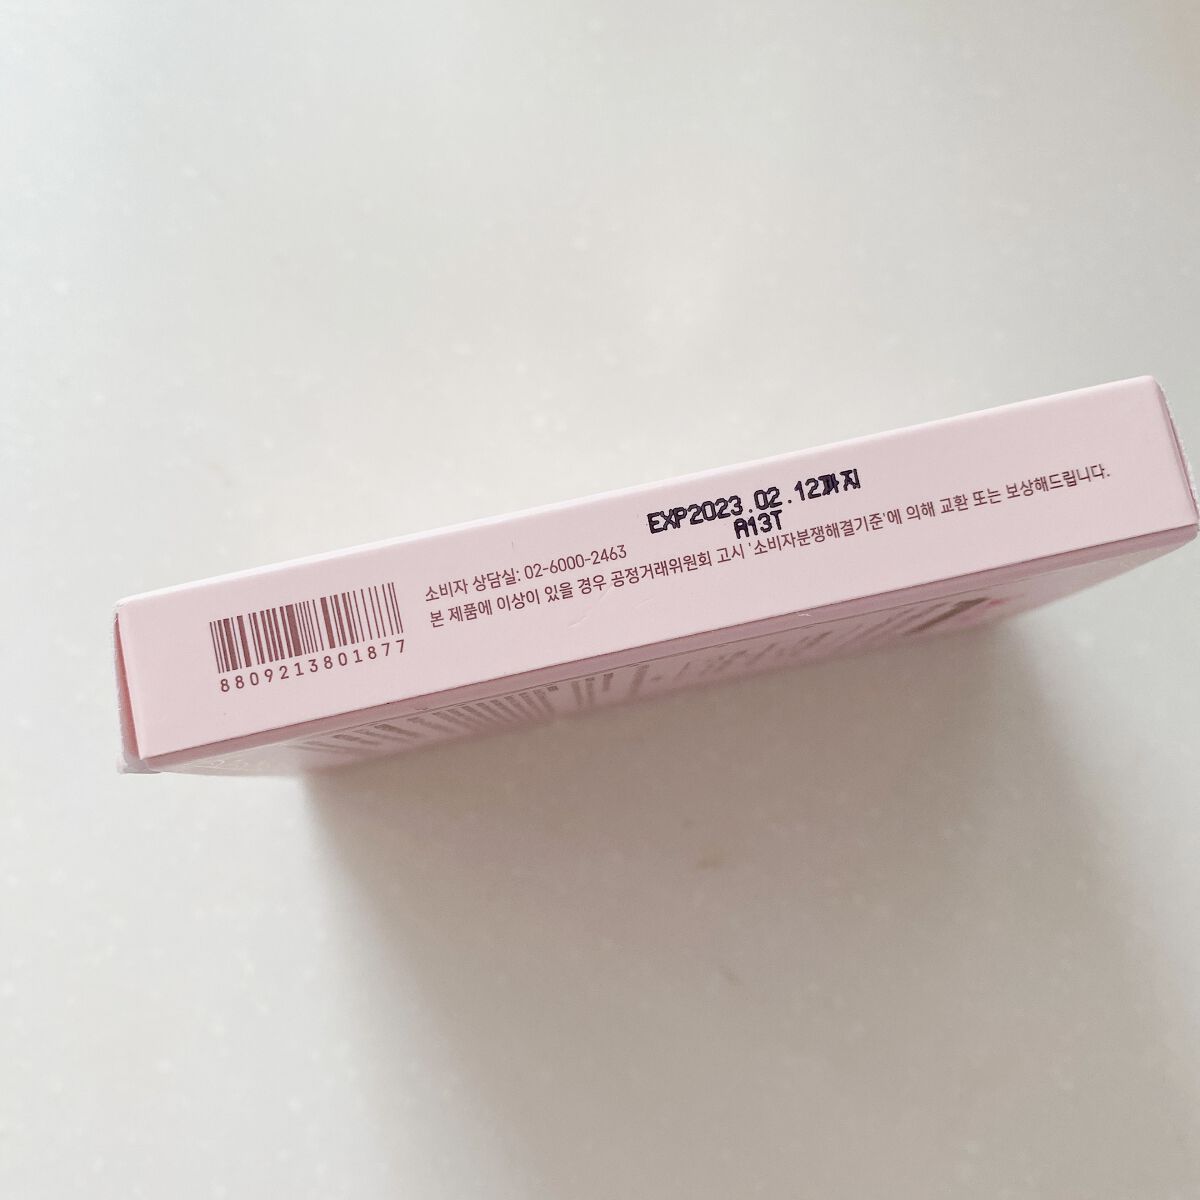 EXP2023.02.12까지
A13T
소비자 상담실: 02-6000-2463
본 제품에 이상이 있을 경우 공정거래위원회 고시 '소비자분쟁해결기준'에 의해 교환 또는 보상해드립니다.
8809213801877